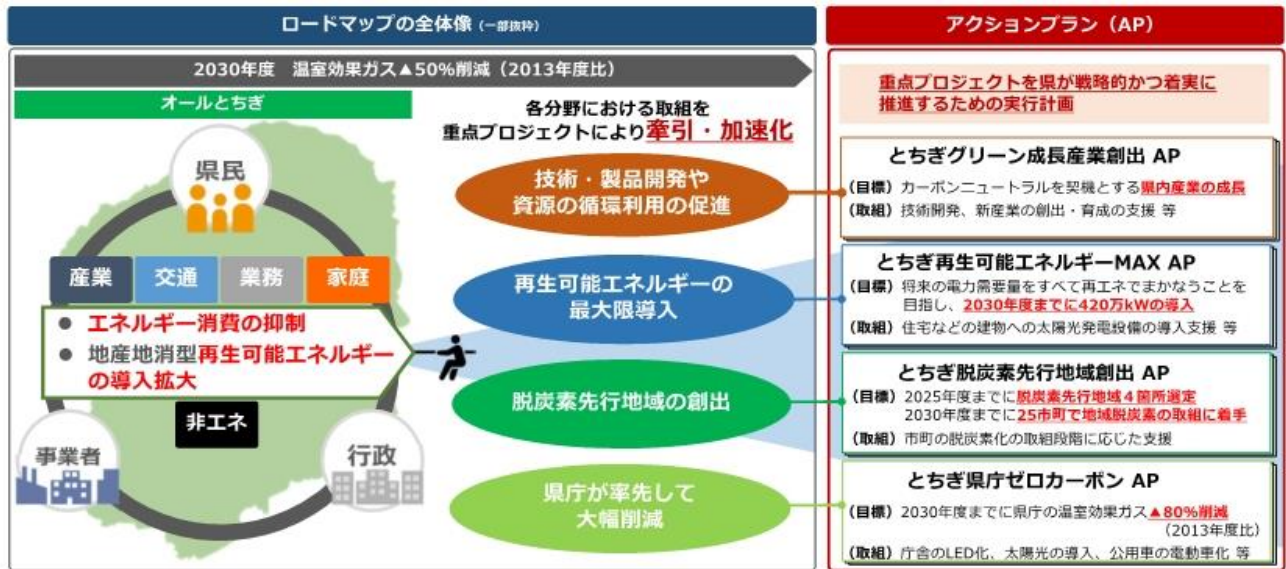 ロードマップの全体像（一部抜粋）
2030年度　温室効果ガス▲50%削減（2013年度比）
オールとちぎ
県民
産業
交通
業務
家庭
● エネルギー消費の抑制
● 地産地消型再生可能エネルギー
の導入拡大
非エネ
事業者
行政
各分野における取組を
重点プロジェクトにより牽引・加速化
技術・製品開発や
資源の循環利用の促進
再生可能エネルギーの
最大限導入
脱炭素先行地域の創出
県庁が率先して
大幅削減
アクションプラン（AP）
重点プロジェクトを県が戦略的かつ着実に
推進するための実行計画
とちぎグリーン成長産業創出 AP
（目標）カーボンニュートラルを契機とする県内産業の成長
（取組）技術開発、新産業の創出・育成の支援 等
とちぎ再生可能エネルギーMAX AP
（目標）将来の電力需要量をすべて再エネでまかなうことを
目指し、2030年度までに420万kWの導入
（取組）住宅などの建物への太陽光発電設備の導入支援 等
とちぎ脱炭素先行地域創出 AP
（目標）2025年度までに脱炭素先行地域４箇所選定
2030年度までに25市町で地域脱炭素の取組に着手
（取組）市町の脱炭素化の取組段階に応じた支援
とちぎ県庁ゼロカーボン AP
（目標）2030年度までに県庁の温室効果ガス▲80%削減
（2013年度比）
（取組）庁舎のLED化、太陽光の導入、公用車の電動車化 等